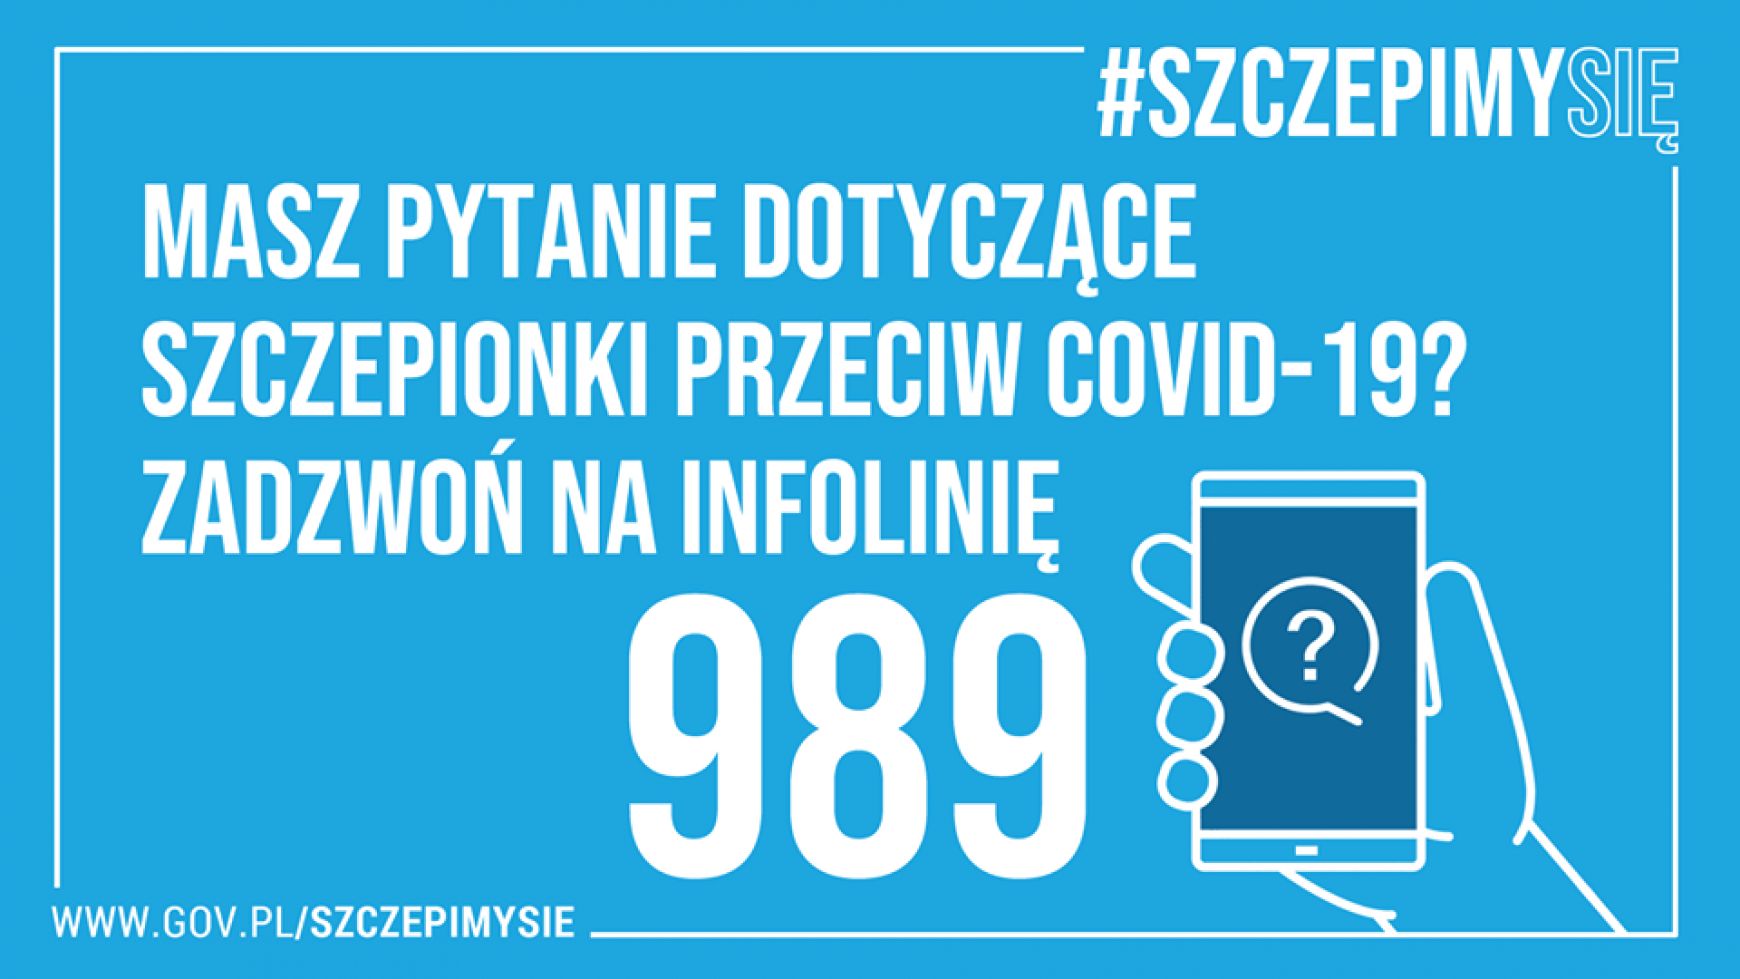 #SZCZEPIMYSIĘ
MASZ PYTANIE DOTYCZĄCE
SZCZEPIONKI PRZECIW COVID-19?
ZADZWOŃ NA INFOLINIĘ
989
?
WWW.GOV.PL/SZCZEPIMYSIE